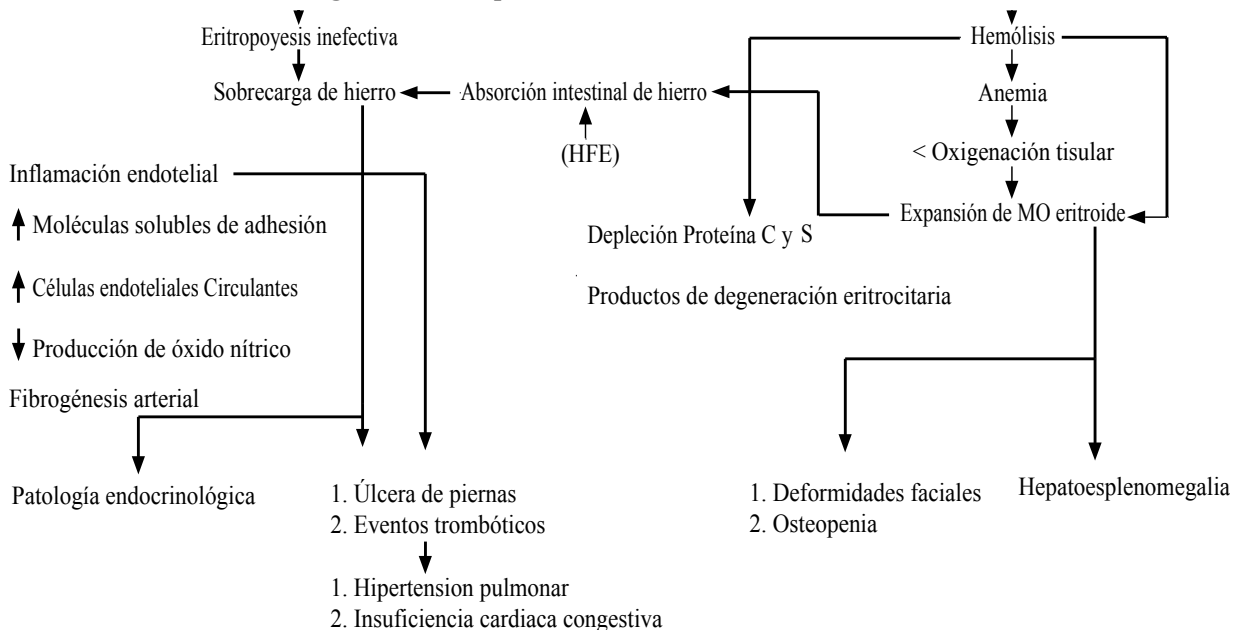 Eritropoyesis inefectiva
Hemólisis
Sobrecarga de hierro
Absorción intestinal de hierro
Anemia
(HFE)
< Oxigenación tisular
Inflamación endotelial
Expansión de MO eritroide
Moléculas solubles de adhesión
Depleción Proteína C y S
Células endoteliales Circulantes
Productos de degeneración eritrocitaria
Producción de óxido nítrico
Fibrogénesis arterial
Patología endocrinológica
1. Úlcera de piernas
2. Eventos trombóticos
1. Deformidades faciales
2. Osteopenia
Hepatoesplenomegalia
1. Hipertension pulmonar
2. Insuficiencia cardiaca congestiva